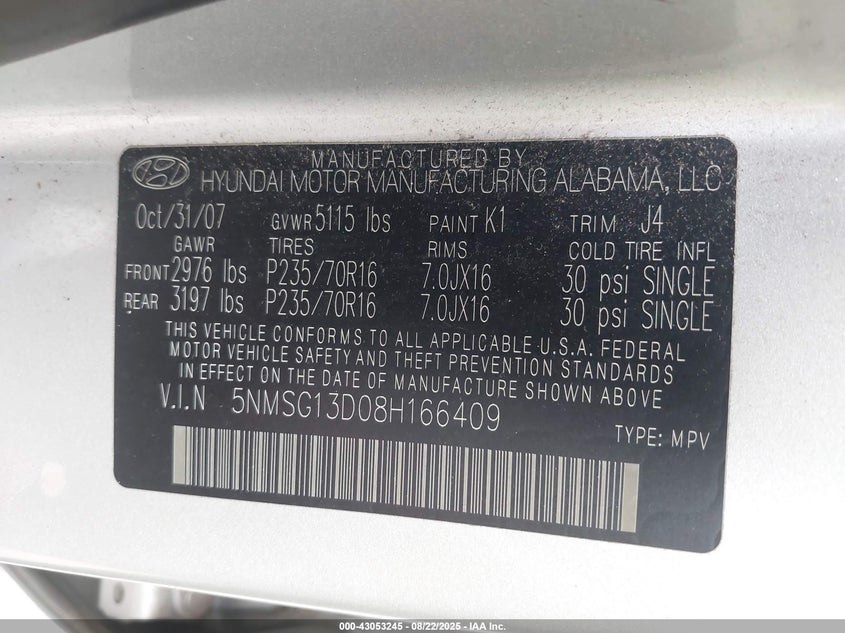 MANUFACTURED BY
HYUNDAI MOTOR MANUFACTURING ALABAMA, LLC
Oct/31/07 GVWR 5115 lbs PAINT K1 TRIM J4
GAWR TIRES RIMS COLD TIRE INFL
FRONT 2976 lbs P235/70R16 7.0JX16 30 psi SINGLE
REAR 3197 lbs P235/70R16 7.0JX16 30 psi SINGLE
THIS VEHICLE CONFORMS TO ALL APPLICABLE U.S.A. FEDERAL
MOTOR VEHICLE SAFETY AND THEFT PREVENTION STANDARDS
IN EFFECT ON THE DATE OF MANUFACTURE SHOWN ABOVE.
V.I.N 5NMSG13D08H166409
TYPE: MPV
000-43053245 - 08/22/2025 - IAA Inc.